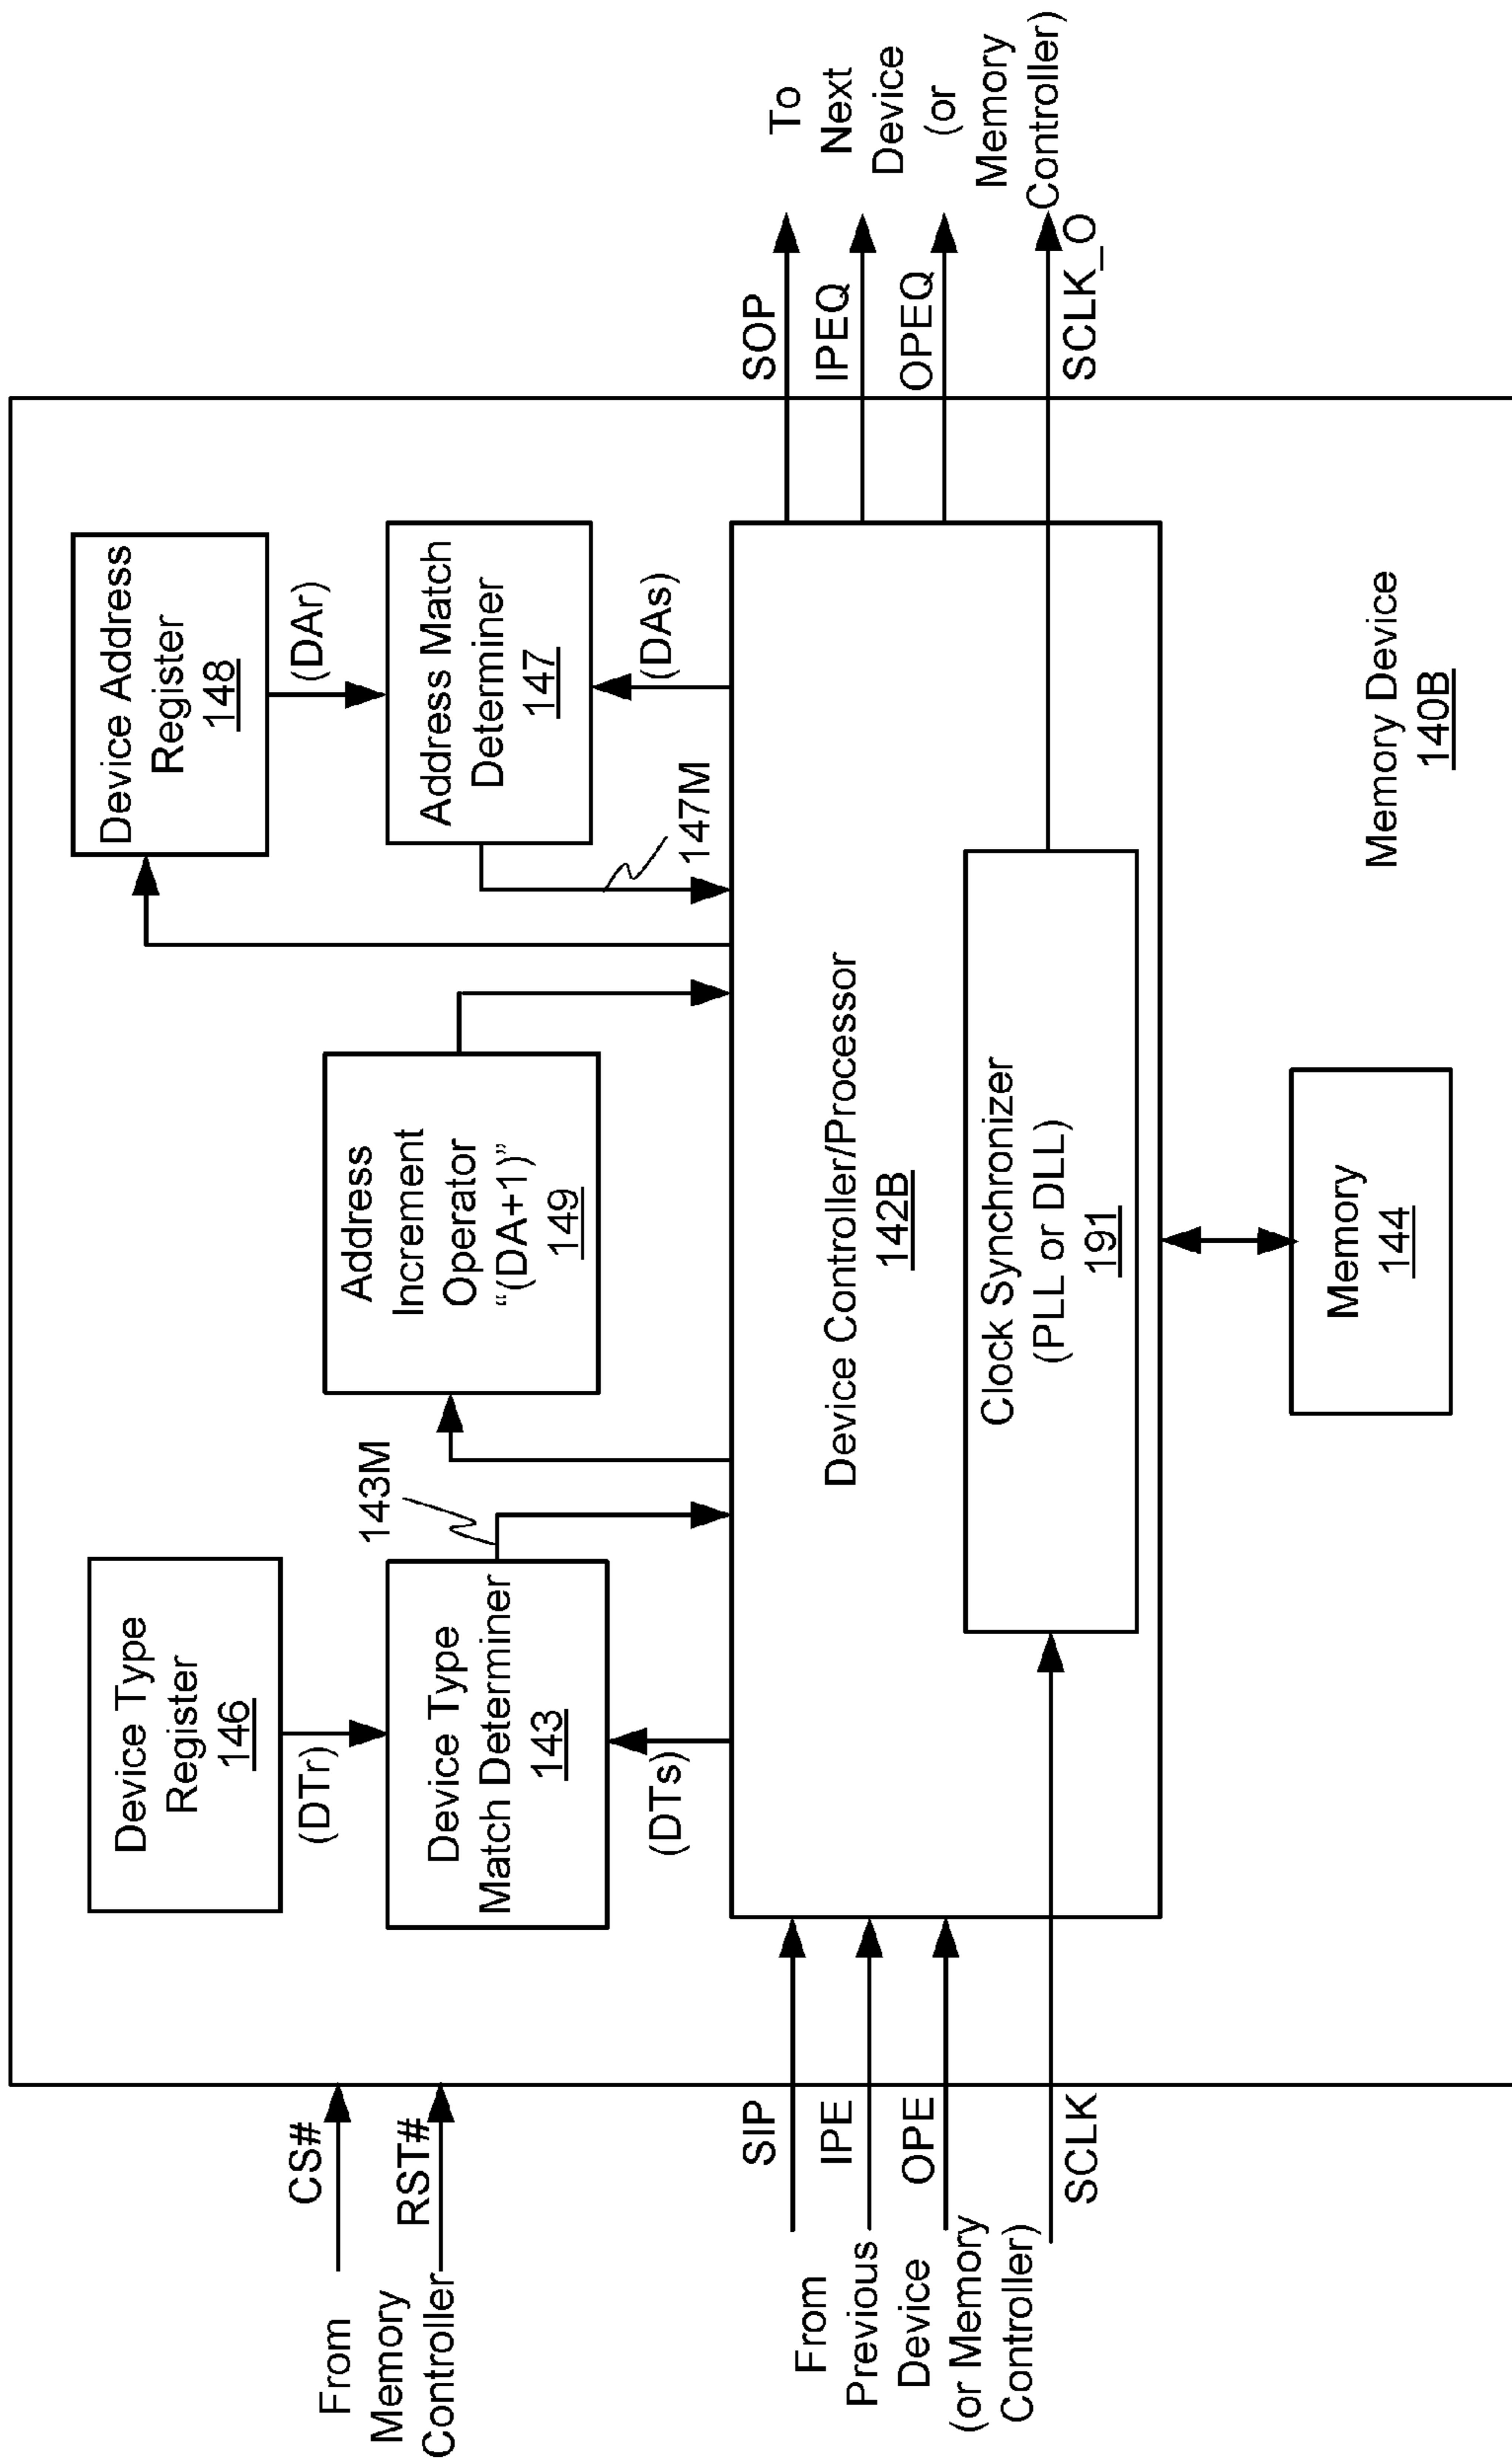 From
Memory
Controller
CS#
RST#
From
Previous
Device
(or Memory
Controller)
SIP
IPE
OPE
SCLK
Device Type
Register
146
(DTr)
Device Type
Match Determiner
143
(DTs)
143M
Address
Increment
Operator
“(DA+1)”
149
Device Address
Register
148
(DAr)
Address Match
Determiner
147
(DAs)
147M
Device Controller/Processor
142B
Clock Synchronizer
(PLL or DLL)
191
Memory
144
Memory Device
140B
SOP
IPEQ
OPEQ
SCLK_O
To
Next
Device
(or
Memory
Controller)